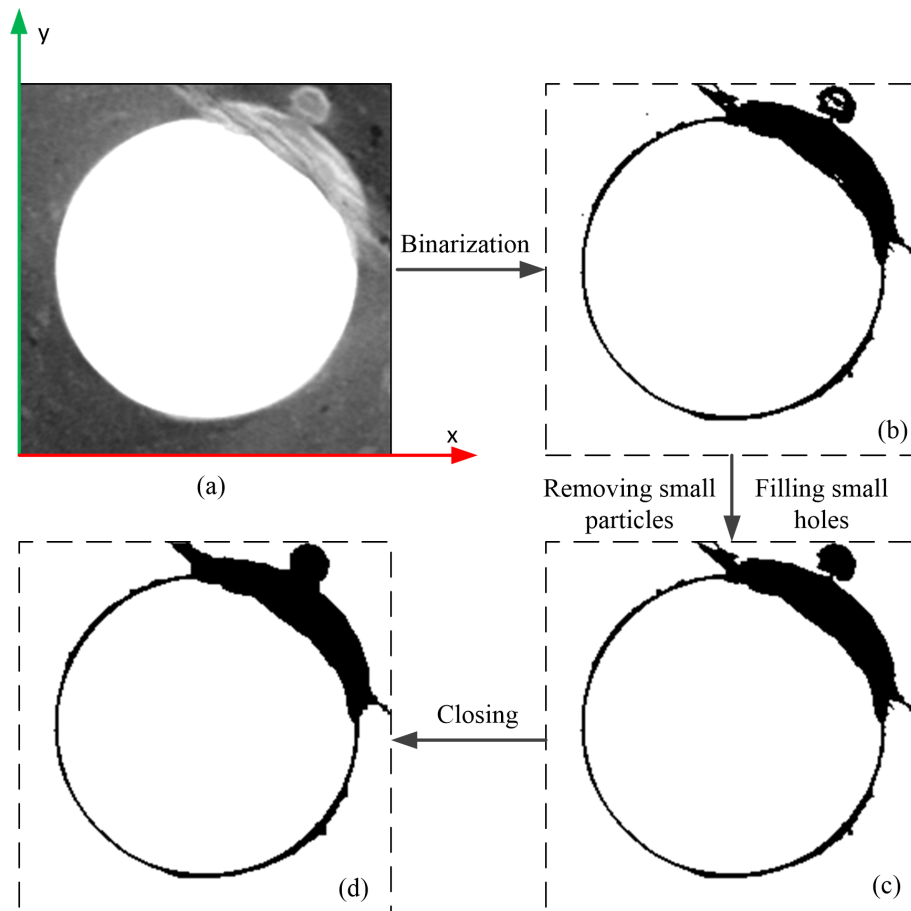 y
x
(a)
Binarization
(b)
Removing small
particles
Filling small
holes
(c)
Closing
(d)